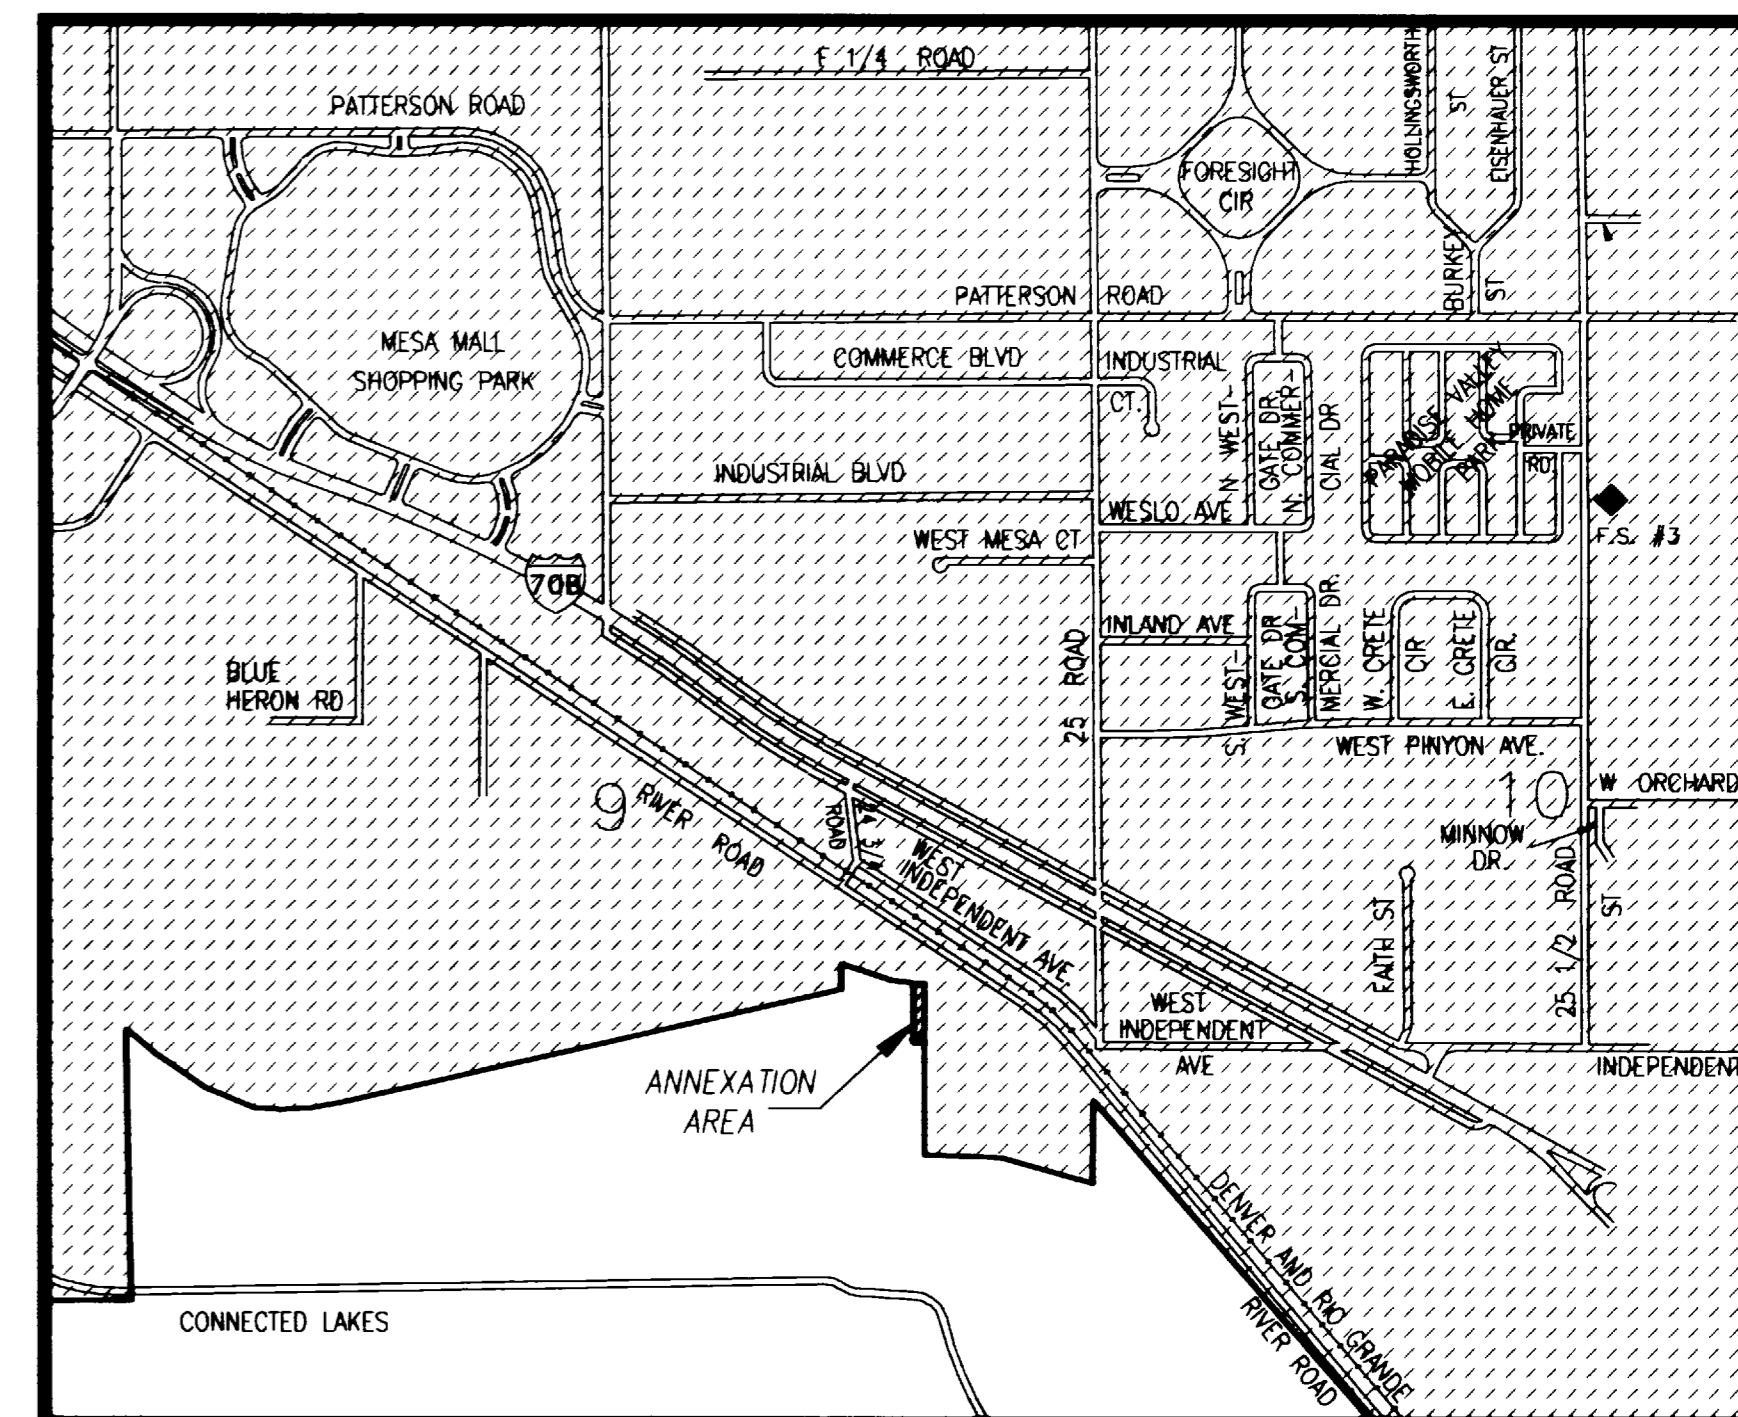 F 1/4 ROAD
PATTERSON ROAD
HOLLINGSWORTH
ST
EISENHAUER ST
FORESIGHT
CIR
BURKEY
ST
PATTERSON ROAD
MESA MALL
SHOPPING PARK
COMMERCE BLVD
INDUSTRIAL
CT.
N WEST-
GATE DR
N. COMMER-
CIAL DR
PARADISE VALLEY
MOBILE HOME
PARK
PRIVATE
RD.
INDUSTRIAL BLVD
WESLO AVE
WEST MESA CT
F.S. #3
70B
INLAND AVE
25 ROAD
S. WEST-
GATE DR
S. COM-
MERCIAL DR.
W. CRETE
CIR
E. CRETE
CIR.
BLUE
HERON RD
WEST PINYON AVE.
9
RIVER ROAD
24 3/4
ROAD
10
W ORCHARD
MINNOW
DR.
WEST
INDEPENDENT AVE.
25 1/2 ROAD
ST
FAITH ST
WEST
INDEPENDENT
AVE
INDEPENDENT
ANNEXATION
AREA
DENVER AND RIO GRANDE
RIVER ROAD
CONNECTED LAKES